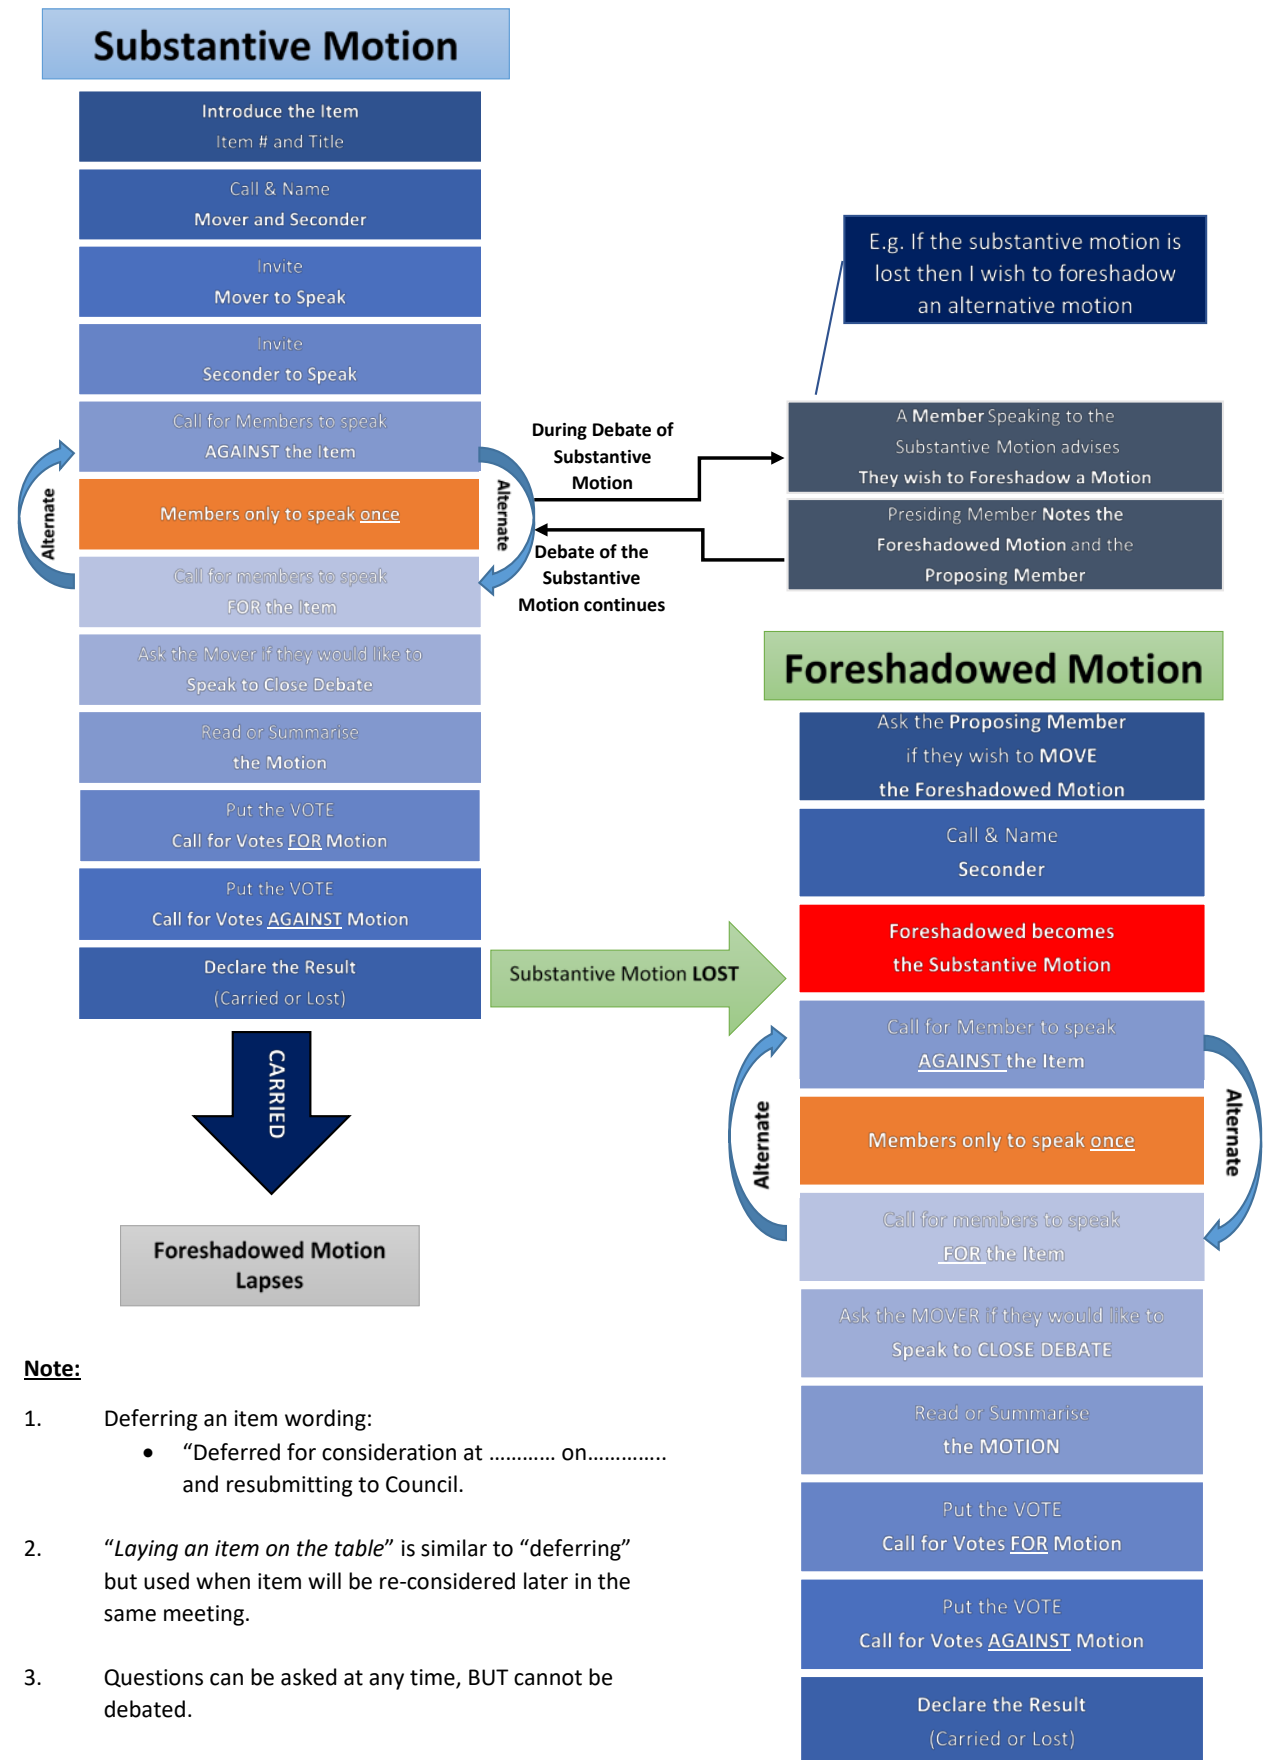 Substantive Motion
Introduce the Item
Item # and Title
Call & Name
Mover and Seconder
Invite
Mover to Speak
Invite
Seconder to Speak
Call for Members to speak
AGAINST the Item
Members only to speak once
Call for members to speak
FOR the Item
Alternate
Alternate
Ask the Mover if they would like to
Speak to Close Debate
Read or Summarise
the Motion
Put the VOTE
Call for Votes FOR Motion
Put the VOTE
Call for Votes AGAINST Motion
Declare the Result
(Carried or Lost)
CARRIED
Foreshadowed Motion
Lapses
During Debate of
Substantive
Motion
Debate of the
Substantive
Motion continues
E.g. If the substantive motion is
lost then I wish to foreshadow
an alternative motion
A Member Speaking to the
Substantive Motion advises
They wish to Foreshadow a Motion
Presiding Member Notes the
Foreshadowed Motion and the
Proposing Member
Substantive Motion LOST
Foreshadowed Motion
Ask the Proposing Member
if they wish to MOVE
the Foreshadowed Motion
Call & Name
Seconder
Foreshadowed becomes
the Substantive Motion
Call for Member to speak
AGAINST the Item
Members only to speak once
Call for members to speak
FOR the Item
Alternate
Alternate
Ask the MOVER if they would like to
Speak to CLOSE DEBATE
Read or Summarise
the MOTION
Put the VOTE
Call for Votes FOR Motion
Put the VOTE
Call for Votes AGAINST Motion
Declare the Result
(Carried or Lost)
Note:
1. Deferring an item wording:
• “Deferred for consideration at ………… on…………..
and resubmitting to Council.
2. “Laying an item on the table” is similar to “deferring”
but used when item will be re-considered later in the
same meeting.
3. Questions can be asked at any time, BUT cannot be
debated.